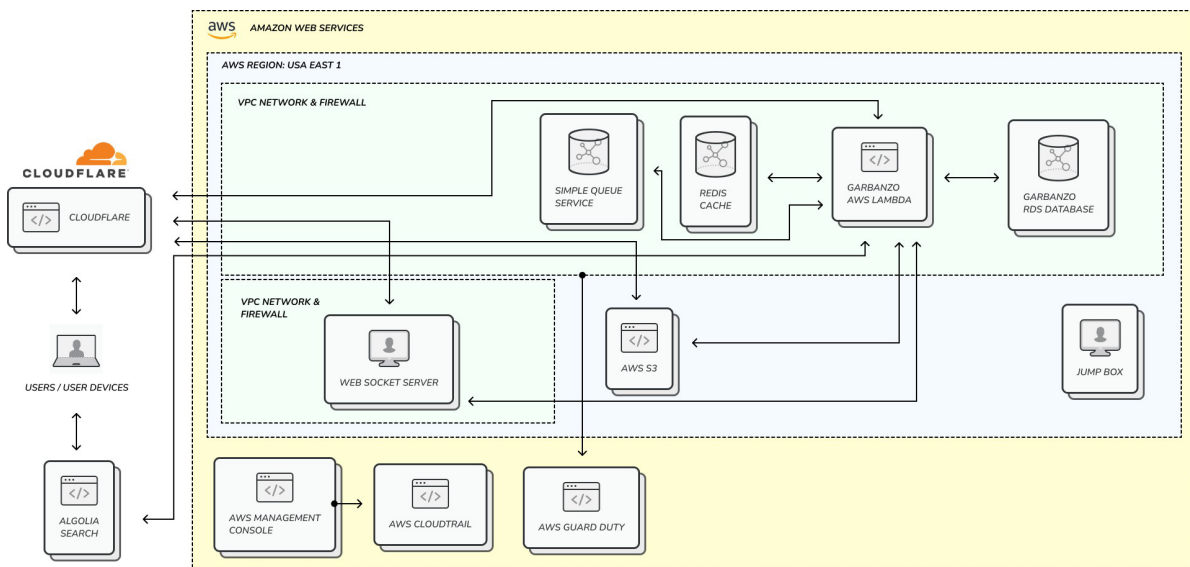 aws
AMAZON WEB SERVICES
AWS REGION: USA EAST 1
VPC NETWORK & FIREWALL
CLOUDFLARE
</>
CLOUDFLARE
SIMPLE QUEUE
SERVICE
REDIS
CACHE
</>
GARBANZO
AWS LAMBDA
GARBANZO
RDS DATABASE
VPC NETWORK &
FIREWALL
WEB SOCKET SERVER
</>
AWS S3
JUMP BOX
USERS / USER DEVICES
</>
ALGOLIA
SEARCH
</>
AWS MANAGEMENT
CONSOLE
</>
AWS CLOUDTRAIL
</>
AWS GUARD DUTY